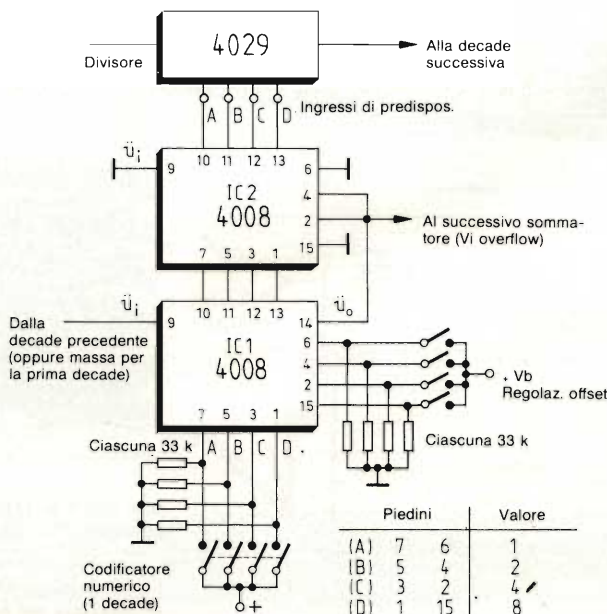 4029
Divisore
Alla decade
successiva
A B C D
Ingressi di predispos.
10 11 12 13
üi
9
6
4
2
15
IC2
4008
7 5 3 1
Al successivo somma-
tore (Vi overflow)
üi
üo
10 11 12 13
Dalla
decade precedente
(oppure massa per
la prima decade)
9
14
6
4
2
15
IC1
4008
7 5 3 1
+ Vb
Regolaz. offset
Ciascuna 33 k
A B C D
Ciascuna 33 k
Codificatore
numerico
(1 decade)
+
Piedini Valore
(A) 7 6 1
(B) 5 4 2
(C) 3 2 4
(D) 1 15 8